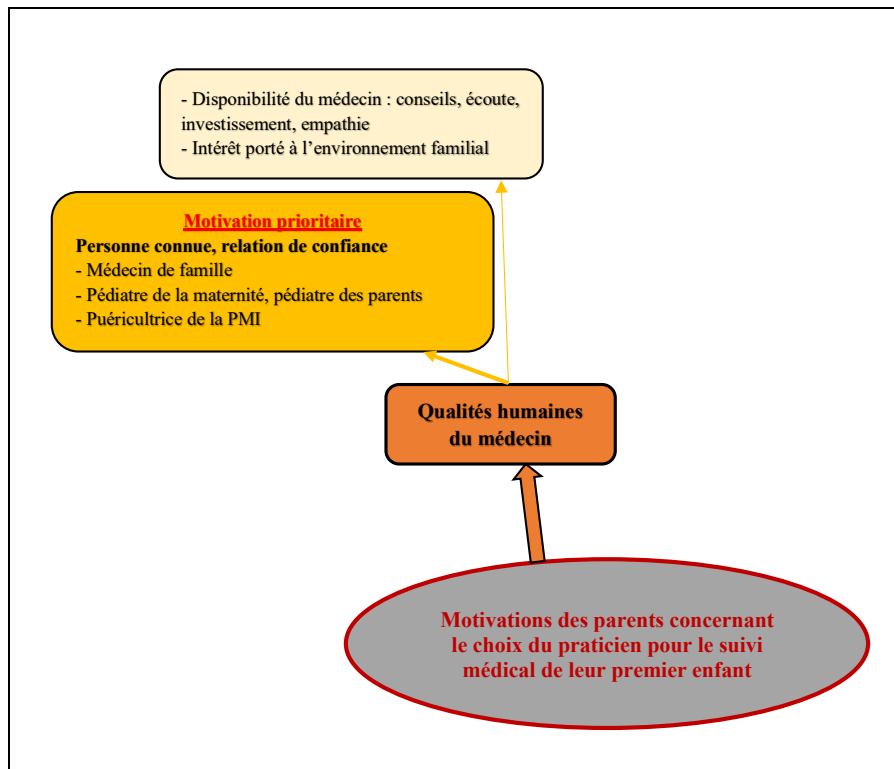 - Disponibilité du médecin : conseils, écoute,
investissement, empathie
- Intérêt porté à l’environnement familial
Motivation prioritaire
Personne connue, relation de confiance
- Médecin de famille
- Pédiatre de la maternité, pédiatre des parents
- Puéricultrice de la PMI
Qualités humaines
du médecin
Motivations des parents concernant
le choix du praticien pour le suivi
médical de leur premier enfant